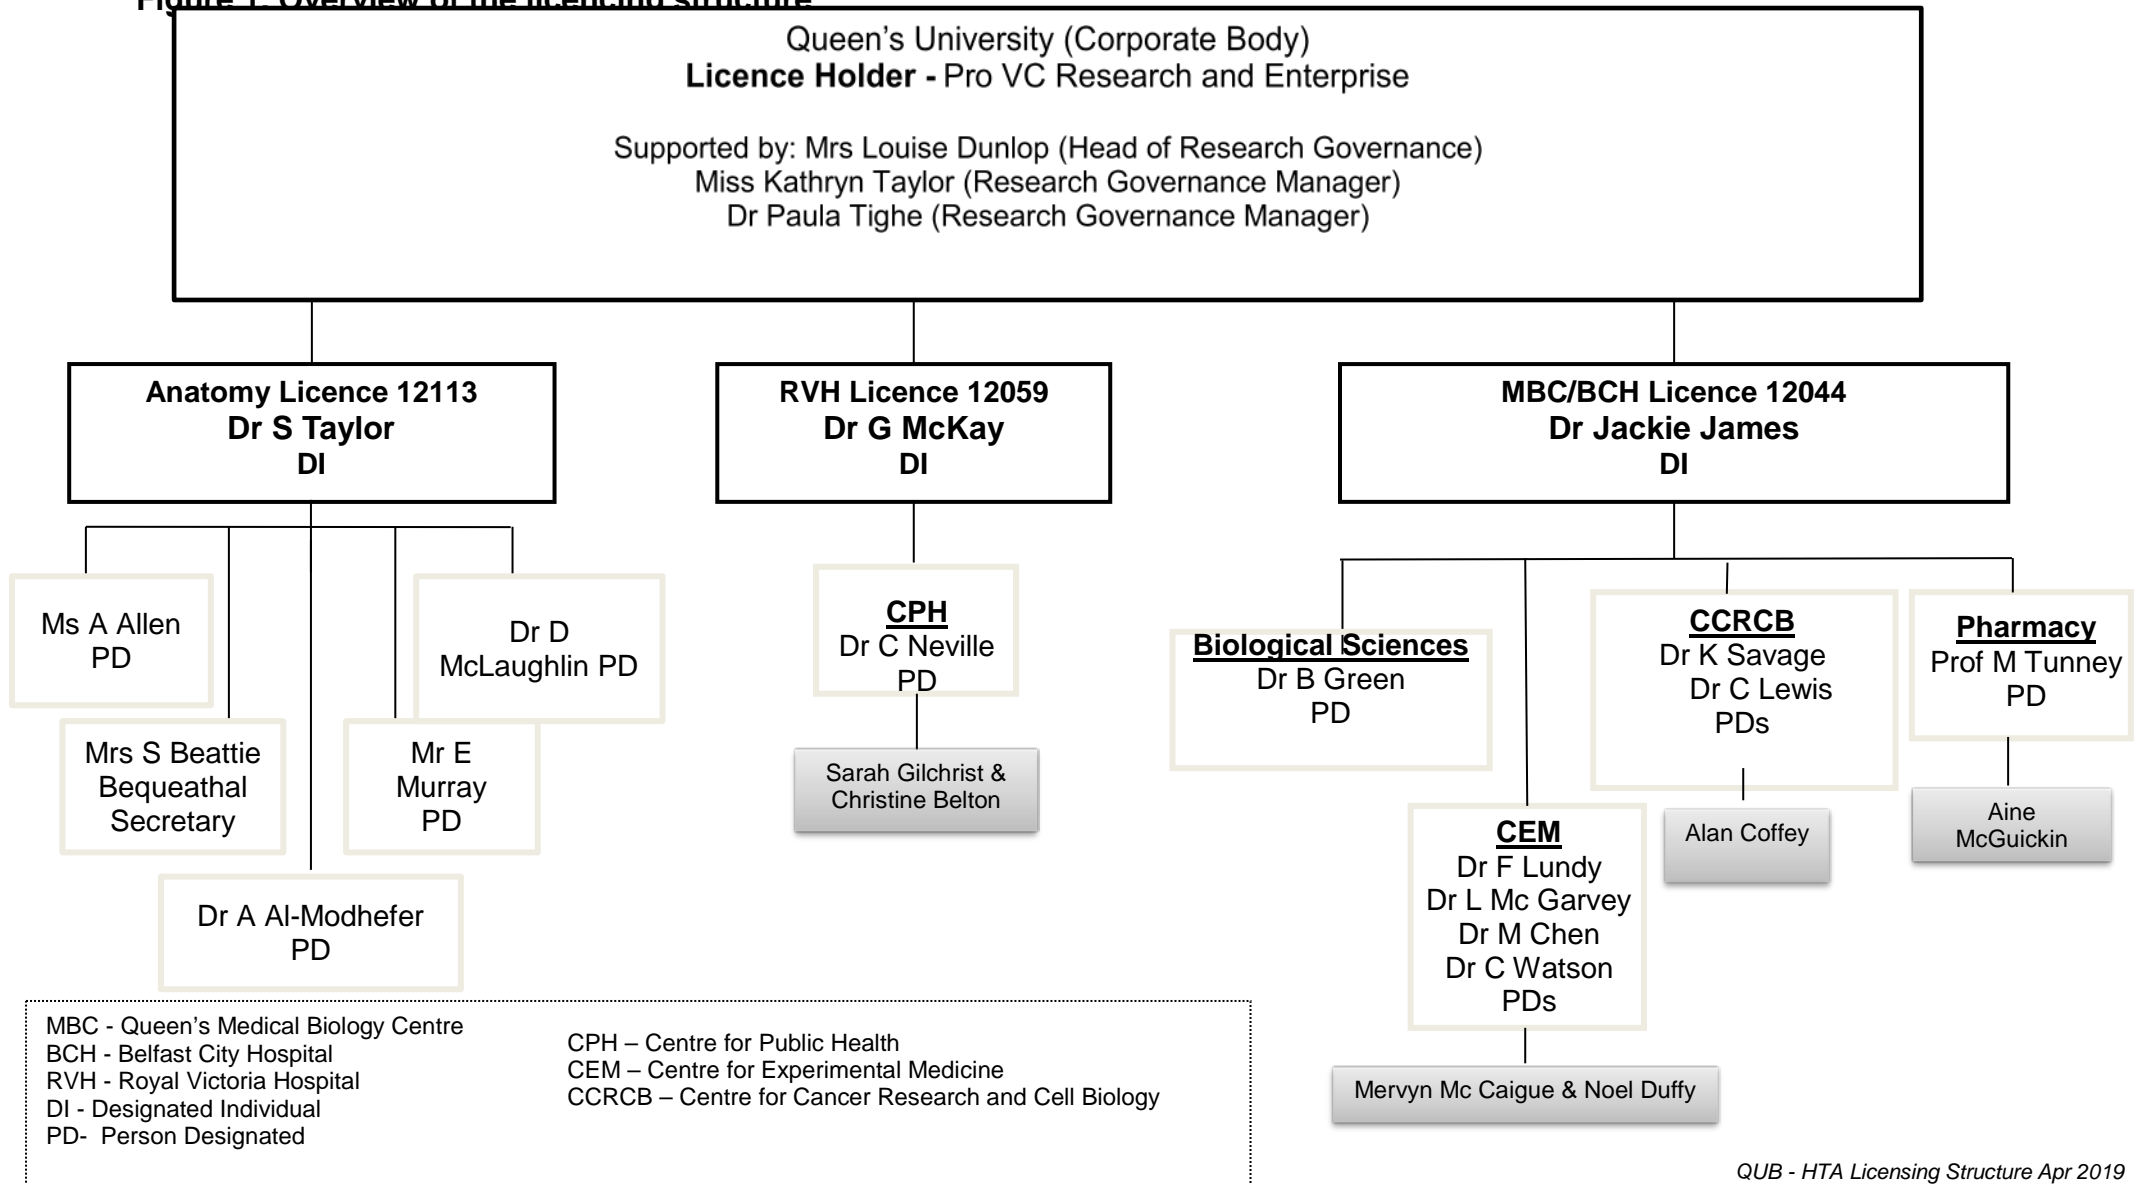 Figure 1. Overview of the licencing structure
Queen's University (Corporate Body)
Licence Holder - Pro VC Research and Enterprise
Supported by: Mrs Louise Dunlop (Head of Research Governance)
Miss Kathryn Taylor (Research Governance Manager)
Dr Paula Tighe (Research Governance Manager)
Anatomy Licence 12113
Dr S Taylor
DI
RVH Licence 12059
Dr G McKay
DI
MBC/BCH Licence 12044
Dr Jackie James
DI
Ms A Allen
PD
Mrs S Beattie
Bequeathal
Secretary
Dr A Al-Modhefer
PD
Mr E
Murray
PD
Dr D
McLaughlin PD
CPH
Dr C Neville
PD
Sarah Gilchrist &
Christine Belton
Biological Sciences
Dr B Green
PD
CEM
Dr F Lundy
Dr L Mc Garvey
Dr M Chen
Dr C Watson
PDs
Mervyn Mc Caigue & Noel Duffy
CCRCB
Dr K Savage
Dr C Lewis
PDs
Alan Coffey
Pharmacy
Prof M Tunney
PD
Aine
McGuickin
MBC - Queen's Medical Biology Centre
BCH - Belfast City Hospital
RVH - Royal Victoria Hospital
DI - Designated Individual
PD-  Person Designated
CPH – Centre for Public Health
CEM – Centre for Experimental Medicine
CCRCB – Centre for Cancer Research and Cell Biology
QUB - HTA Licensing Structure Apr 2019